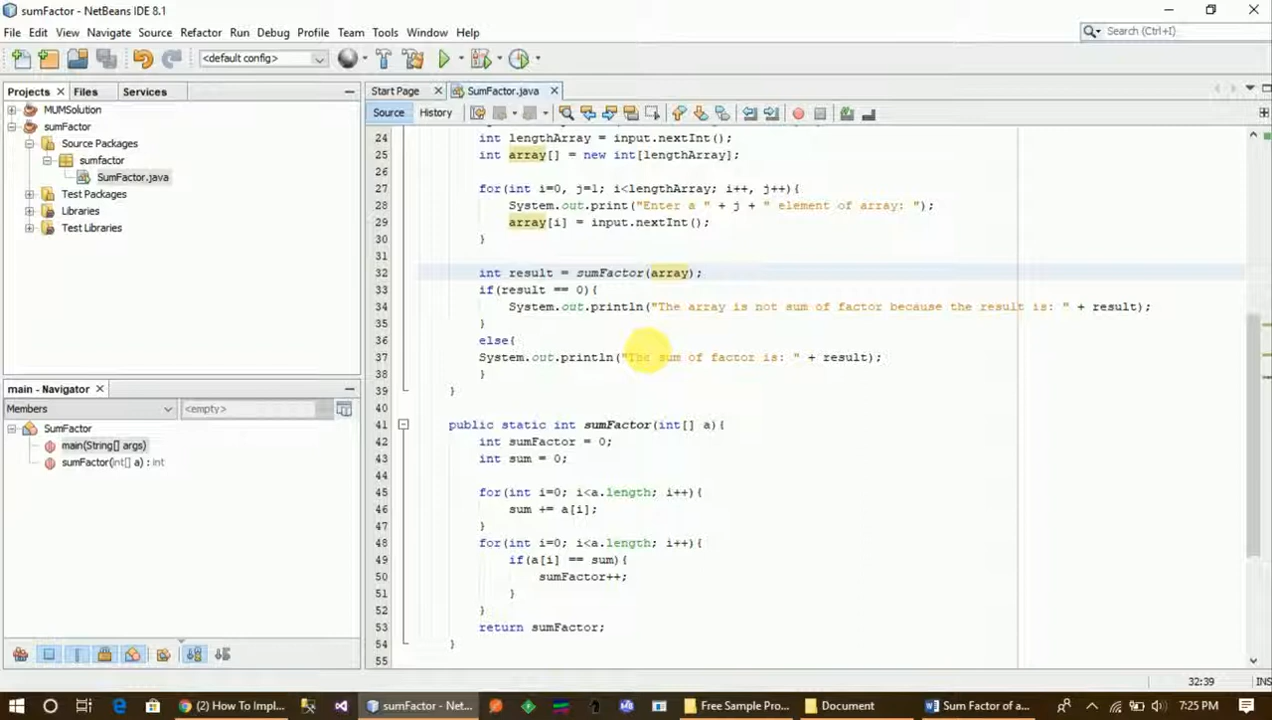 sumFactor - NetBeans IDE 8.1
File Edit View Navigate Source Refactor Run Debug Profile Team Tools Window Help
Search (Ctrl+I)
<default config>
Projects Files Services
Start Page SumFactor.java
MUMSolution
sumFactor
Source Packages
sumfactor
SumFactor.java
Test Packages
Libraries
Test Libraries
Source History
24 int lengthArray = input.nextInt();
25 int array[] = new int[lengthArray];
26
27 for(int i=0, j=1; i<lengthArray; i++, j++){
28 System.out.print("Enter a " + j + " element of array: ");
29 array[i] = input.nextInt();
30 }
31
32 int result = sumFactor(array);
33 if(result == 0){
34 System.out.println("The array is not sum of factor because the result is: " + result);
35 }
36 else{
37 System.out.println("The sum of factor is: " + result);
38 }
39 }
40
41 public static int sumFactor(int[] a){
42 int sumFactor = 0;
43 int sum = 0;
44
45 for(int i=0; i<a.length; i++){
46 sum += a[i];
47 }
48 for(int i=0; i<a.length; i++){
49 if(a[i] == sum){
50 sumFactor++;
51 }
52 }
53 return sumFactor;
54 }
55
main - Navigator
Members <empty>
SumFactor
main(String[] args)
sumFactor(int[] a) : int
32:39 INS
(2) How To Impl... sumFactor - Net... Free Sample Pro... Document Sum Factor of a... 7:25 PM